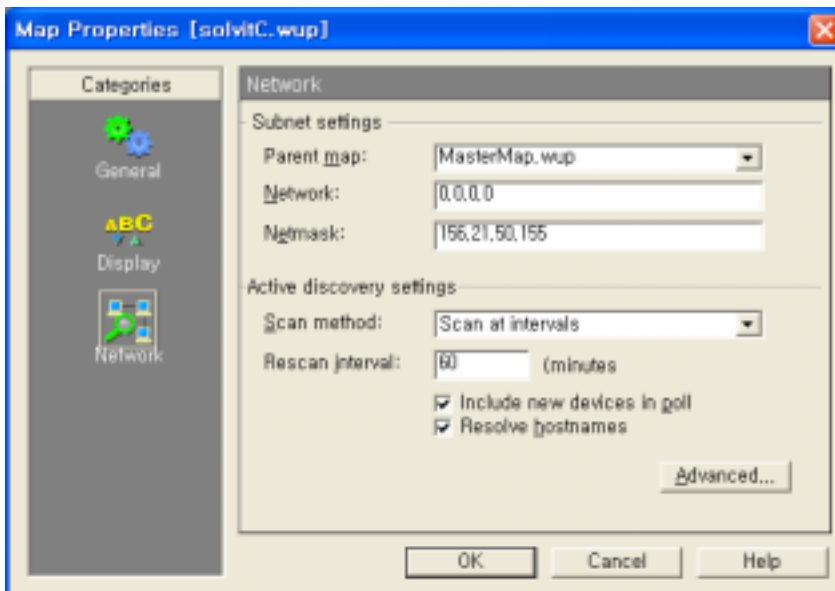 Map Properties [solvitC.wup]
Categories
General
ABC
Display
Network
Network
Subnet settings
Parent map: MasterMap.wup
Network: 0.0.0.0
Netmask: 156.21.50.155
Active discovery settings
Scan method: Scan at intervals
Rescan interval: 60 (minutes
Include new devices in poll
Resolve hostnames
Advanced...
OK Cancel Help